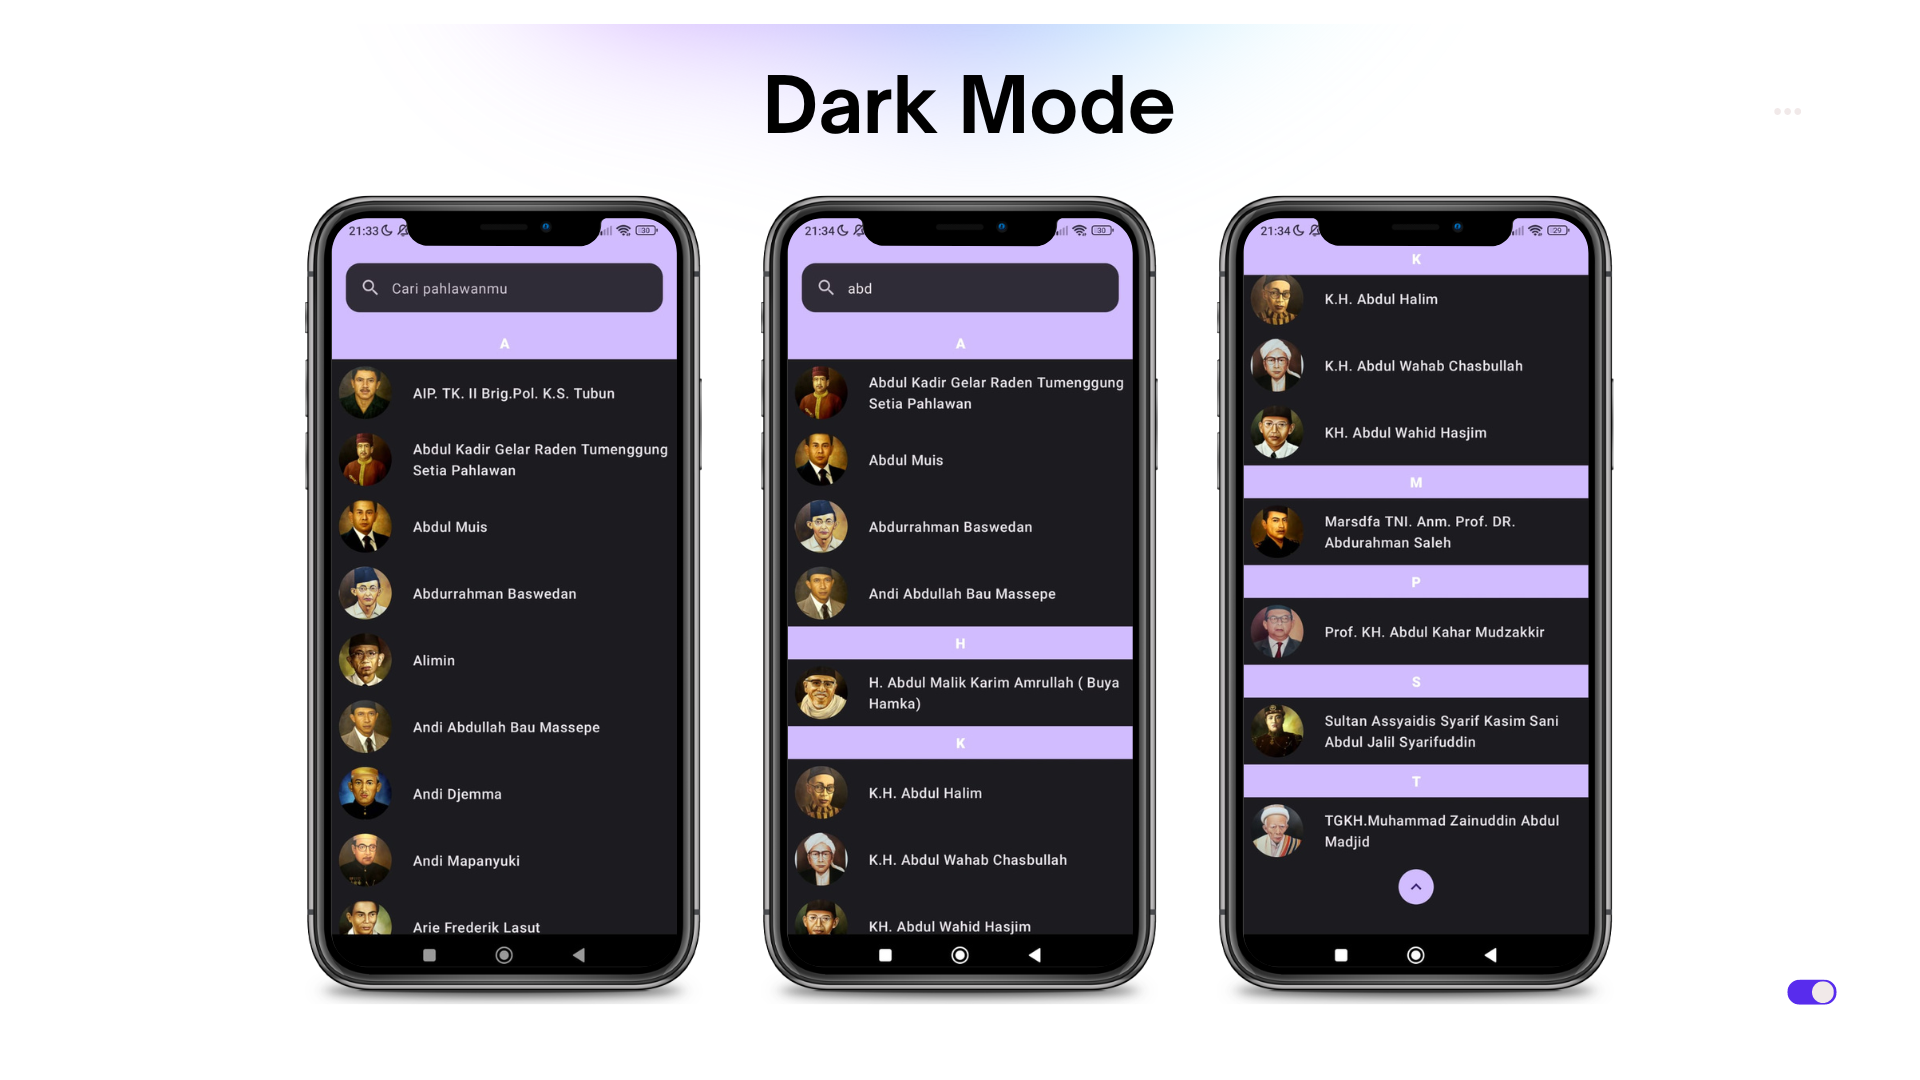 Dark Mode
21:33
30
Cari pahlawanmu
A
AIP. TK. II Brig.Pol. K.S. Tubun
Abdul Kadir Gelar Raden Tumenggung
Setia Pahlawan
Abdul Muis
Abdurrahman Baswedan
Alimin
Andi Abdullah Bau Massepe
Andi Djemma
Andi Mapanyuki
Arie Frederik Lasut
21:34
30
abd
A
Abdul Kadir Gelar Raden Tumenggung
Setia Pahlawan
Abdul Muis
Abdurrahman Baswedan
Andi Abdullah Bau Massepe
H
H. Abdul Malik Karim Amrullah ( Buya
Hamka)
K
K.H. Abdul Halim
K.H. Abdul Wahab Chasbullah
KH. Abdul Wahid Hasjim
21:34
29
K
K.H. Abdul Halim
K.H. Abdul Wahab Chasbullah
KH. Abdul Wahid Hasjim
M
Marsdfa TNI. Anm. Prof. DR.
Abdurahman Saleh
P
Prof. KH. Abdul Kahar Mudzakkir
S
Sultan Assyaidis Syarif Kasim Sani
Abdul Jalil Syarifuddin
T
TGKH.Muhammad Zainuddin Abdul
Madjid